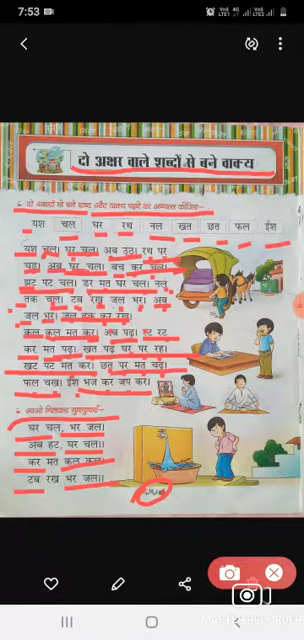 7:53
दो अक्षर वाले शब्दों से बने वाक्य
दो अक्षरों से बने शब्द और वाक्य पढ़ने का अभ्यास कीजिए–
यश चल घर रथ नल खत छत फल ईश
यश चल। घर चल। अब उठ। रथ पर
चढ़। अब घर चल। बच कर चल।
झट पट चल। डर मत घर चल। नल
तक चल। टब रख जल भर। अब
जल भर। जल ढक कर रख।
कल कल मत कर। अब पढ़। रट रट
कर मत पढ़। खत पढ़ घर पर रह।
खट पट मत कर। छत पर मत चढ़।
फल चख। ईश भज कर जप कर।
आओ मिलकर गुनगुनाएँ
घर चल, भर जल।
अब हट, घर चल।।
कर मत कल कल।
टब रख भर जल।।